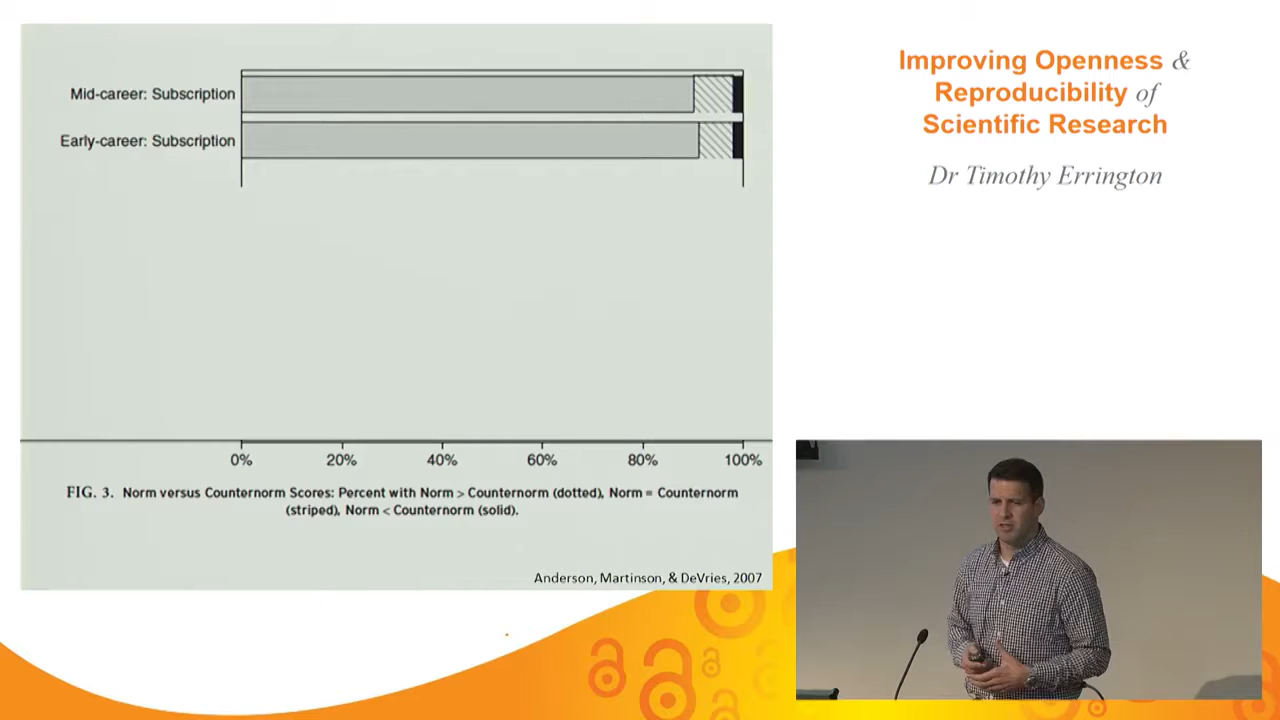 Mid-career: Subscription
Early-career: Subscription
0% 20% 40% 60% 80% 100%
FIG. 3. Norm versus Counternorm Scores: Percent with Norm > Counternorm (dotted), Norm = Counternorm
(striped), Norm < Counternorm (solid).
Anderson, Martinson, & DeVries, 2007
Improving Openness &
Reproducibility of
Scientific Research
Dr Timothy Errington